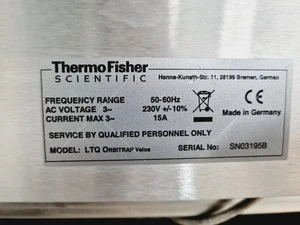 ThermoFisher
SCIENTIFIC
Hanna-Kunath-Str. 11, 28199 Bremen, German
FREQUENCY RANGE 50-60Hz
AC VOLTAGE 3~ 230V +/-10%
CURRENT MAX 3~ 15A
CE
Made in Germany
SERVICE BY QUALIFIED PERSONNEL ONLY
MODEL: LTQ ORBITRAP Velos SERIAL No: SN03195B